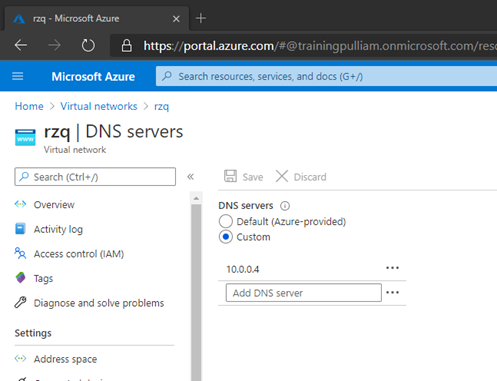 rzq - Microsoft Azure
https://portal.azure.com/#@trainingpulliam.onmicrosoft.com/reso
Microsoft Azure
Search resources, services, and docs (G+/)
Home > Virtual networks > rzq
www
rzq | DNS servers
Virtual network
Search (Ctrl+/)
Save
Discard
Overview
Activity log
Access control (IAM)
Tags
Diagnose and solve problems
Settings
Address space
DNS servers
Default (Azure-provided)
Custom
10.0.0.4
Add DNS server